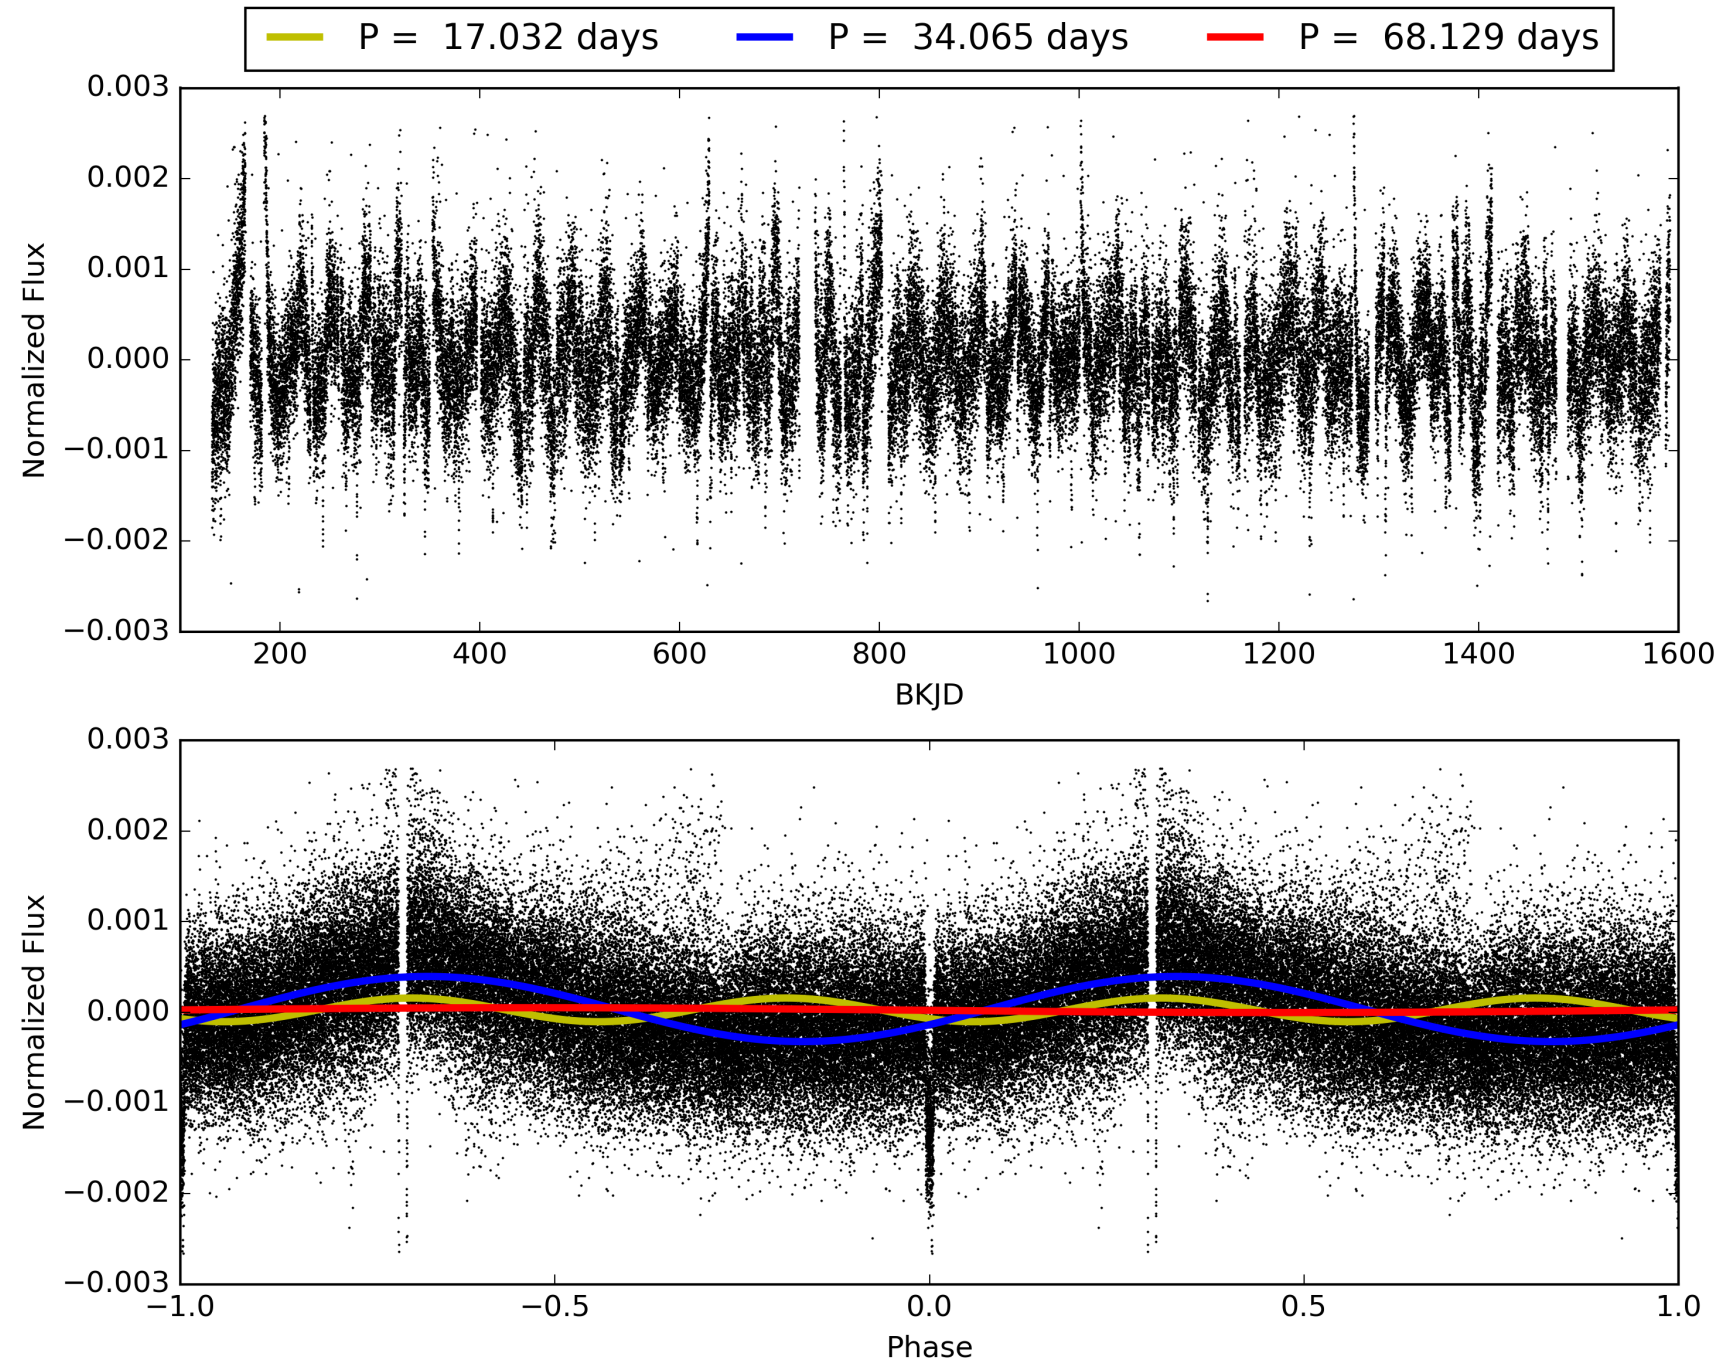 P = 17.032 days P = 34.065 days P = 68.129 days
0.003
0.002
0.001
0.000
−0.001
−0.002
−0.003
Normalized Flux
200 400 600 800 1000 1200 1400 1600
BKJD
0.003
0.002
0.001
0.000
−0.001
−0.002
−0.003
Normalized Flux
−1.0 −0.5 0.0 0.5 1.0
Phase